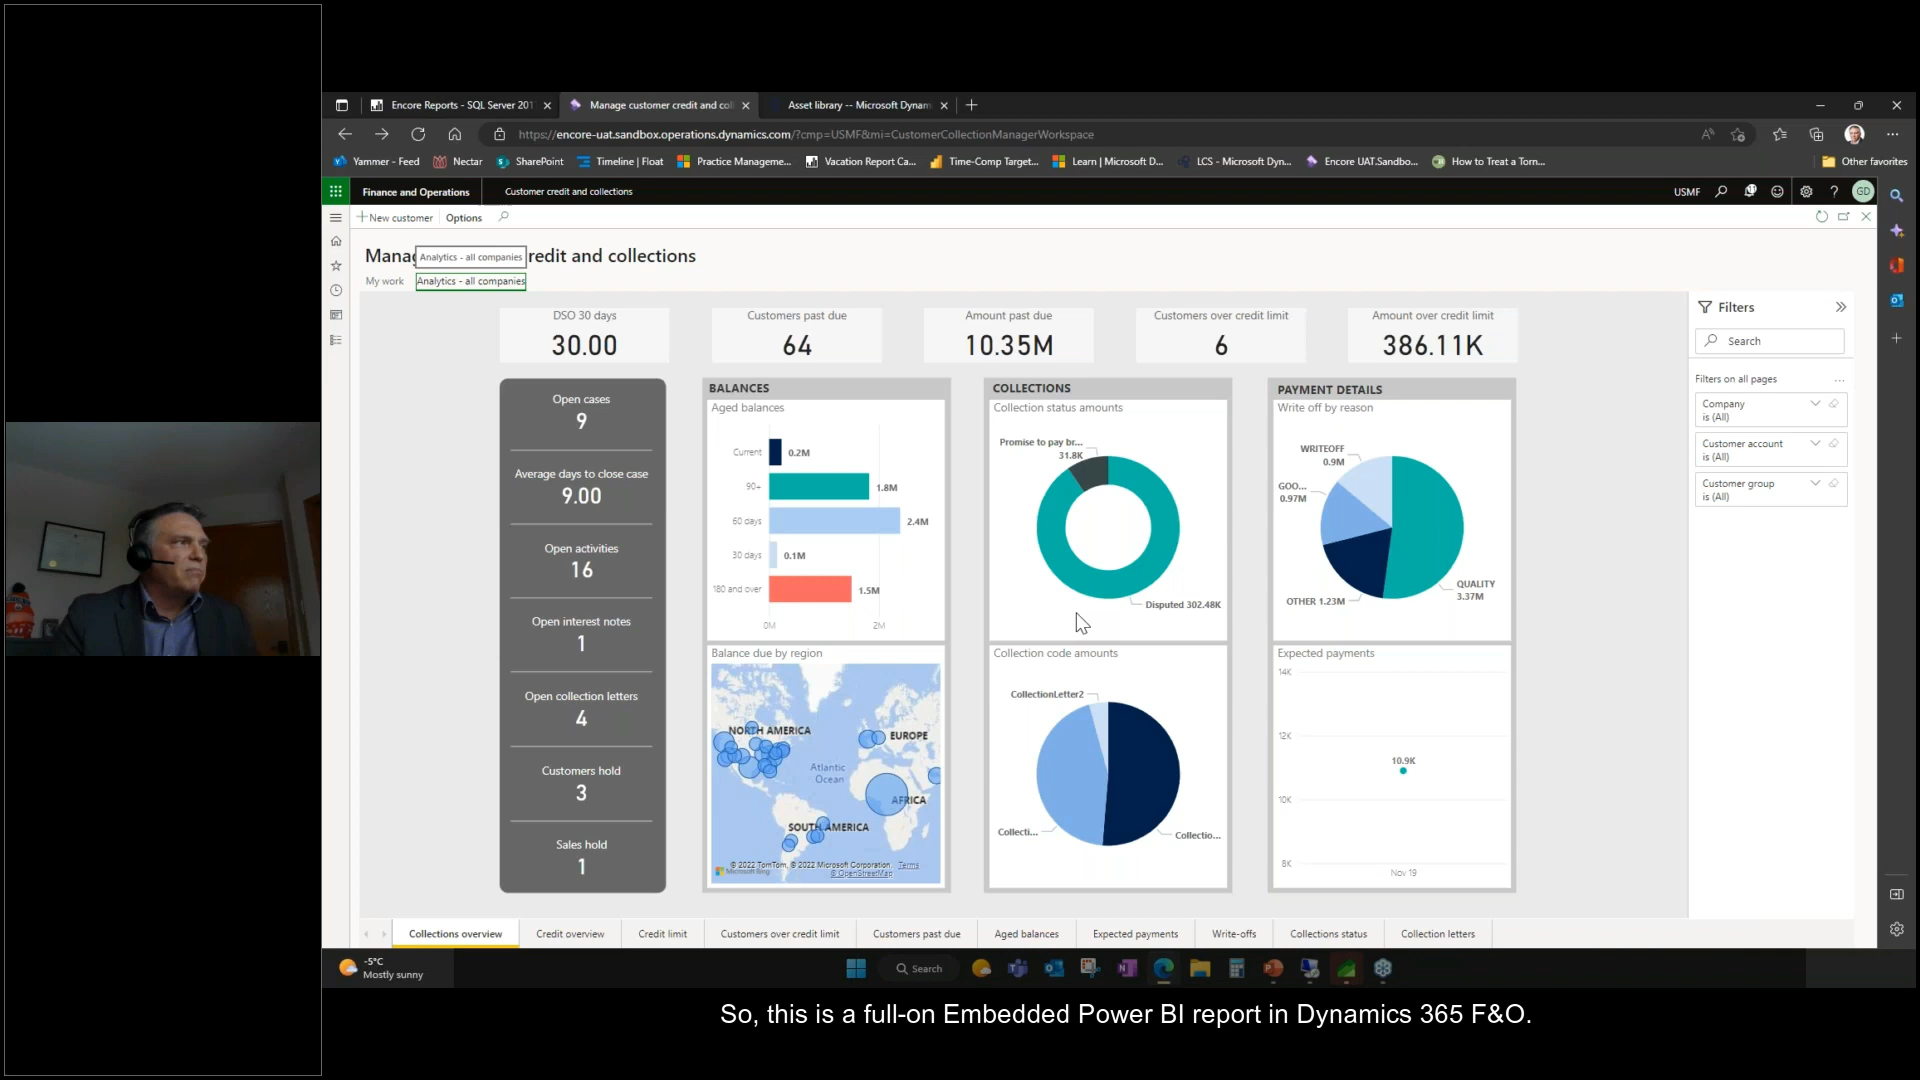 Encore Reports - SQL Server 201
Manage customer credit and col
Asset library -- Microsoft Dynam
https://encore-uat.sandbox.operations.dynamics.com/?cmp=USMF&mi=CustomerCollectionManagerWorkspace
Yammer - Feed
Nectar
SharePoint
Timeline | Float
Practice Manageme...
Vacation Report Ca...
Time-Comp Target...
Learn | Microsoft D...
LCS - Microsoft Dyn...
Encore UAT.Sandbo...
How to Treat a Torn...
Other favorites
Finance and Operations
Customer credit and collections
USMF
GD
New customer
Options
Manag
Analytics - all companies
redit and collections
My work
Analytics - all companies
DSO 30 days
30.00
Customers past due
64
Amount past due
10.35M
Customers over credit limit
6
Amount over credit limit
386.11K
Filters
Search
Filters on all pages
Company
is (All)
Customer account
is (All)
Customer group
is (All)
Open cases
9
Average days to close case
9.00
Open activities
16
Open interest notes
1
Open collection letters
4
Customers hold
3
Sales hold
1
BALANCES
Aged balances
Current
0.2M
90+
1.8M
60 days
2.4M
30 days
0.1M
180 and over
1.5M
0M
2M
Balance due by region
NORTH AMERICA
EUROPE
Atlantic
Ocean
AFRICA
SOUTH AMERICA
© 2022 TomTom, © 2022 Microsoft Corporation, Terms
© OpenStreetMap
Microsoft Bing
COLLECTIONS
Collection status amounts
Promise to pay br...
31.8K
Disputed 302.48K
Collection code amounts
CollectionLetter2
Collecti...
Collectio...
PAYMENT DETAILS
Write off by reason
WRITEOFF
0.9M
GOO...
0.97M
OTHER 1.23M
QUALITY
3.37M
Expected payments
14K
12K
10.9K
10K
8K
Nov 19
Collections overview
Credit overview
Credit limit
Customers over credit limit
Customers past due
Aged balances
Expected payments
Write-offs
Collections status
Collection letters
-5°C
Mostly sunny
Search
So, this is a full-on Embedded Power BI report in Dynamics 365 F&O.